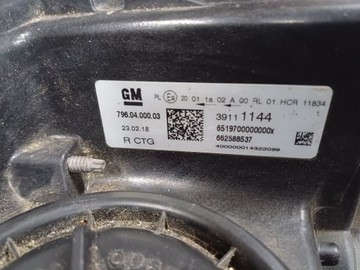 GM
PL E9 20 01 1a 02 A 00 RL 01 HCR 11834
796.04.000.03
39111144
23.02.18
6519700000000x
R CTG
662588537
400000014322099